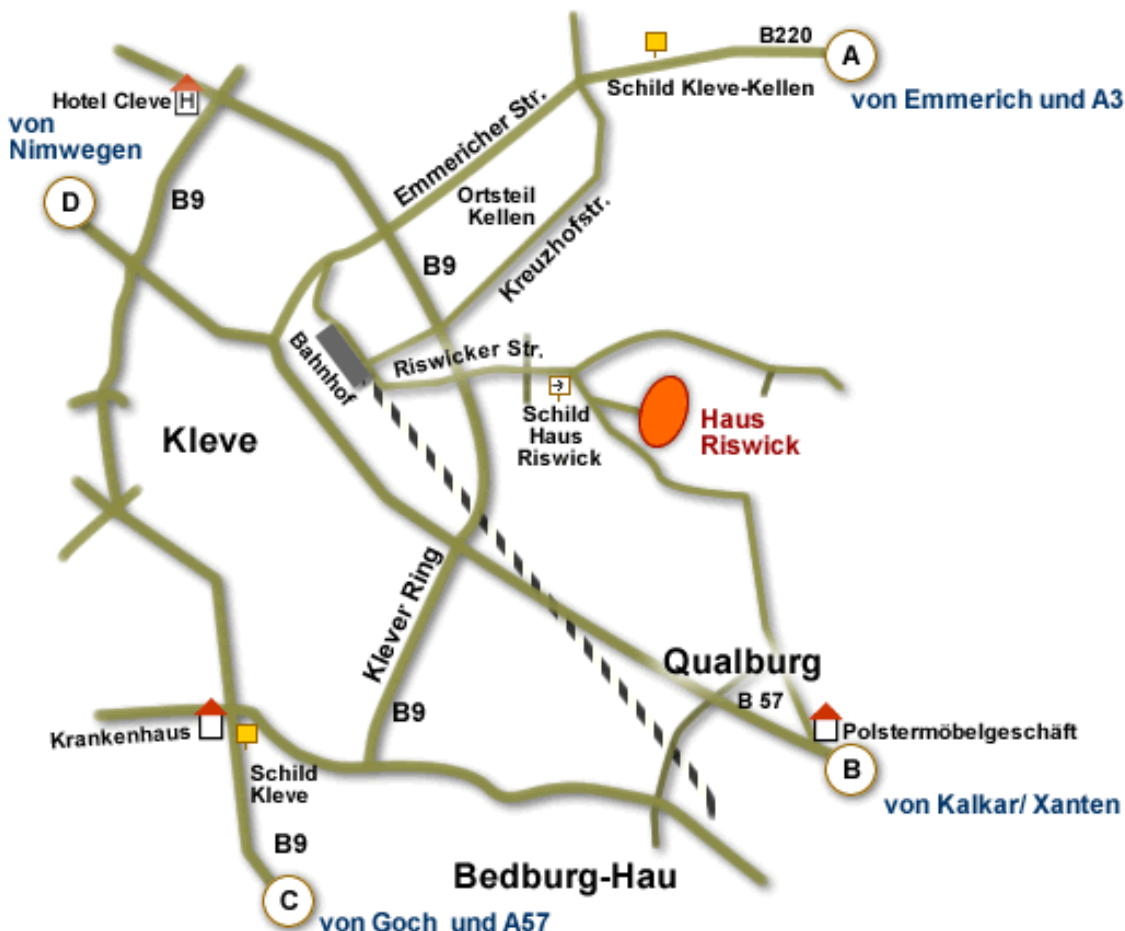 B220
A
Schild Kleve-Kellen
von Emmerich und A3
Hotel Cleve
H
von
Nimwegen
D
B9
Emmericher Str.
Ortsteil
Kellen
Kreuzhofstr.
B9
Bahnhof
Riswicker Str.
Schild
Haus
Riswick
Haus
Riswick
Kleve
Klever Ring
B9
Qualburg
B 57
Polstermöbelgeschäft
B
von Kalkar/ Xanten
Krankenhaus
Schild
Kleve
B9
C
von Goch und A57
Bedburg-Hau